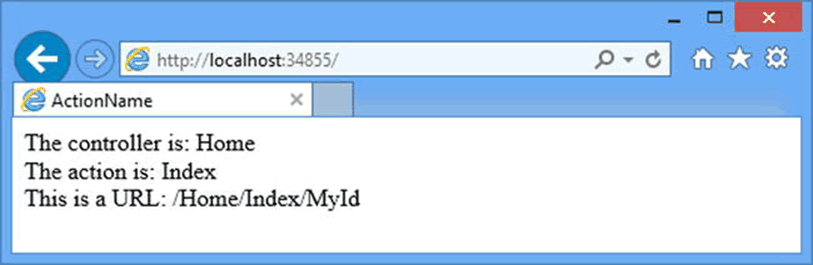 http://localhost:34855/
ActionName
The controller is: Home
The action is: Index
This is a URL: /Home/Index/MyId